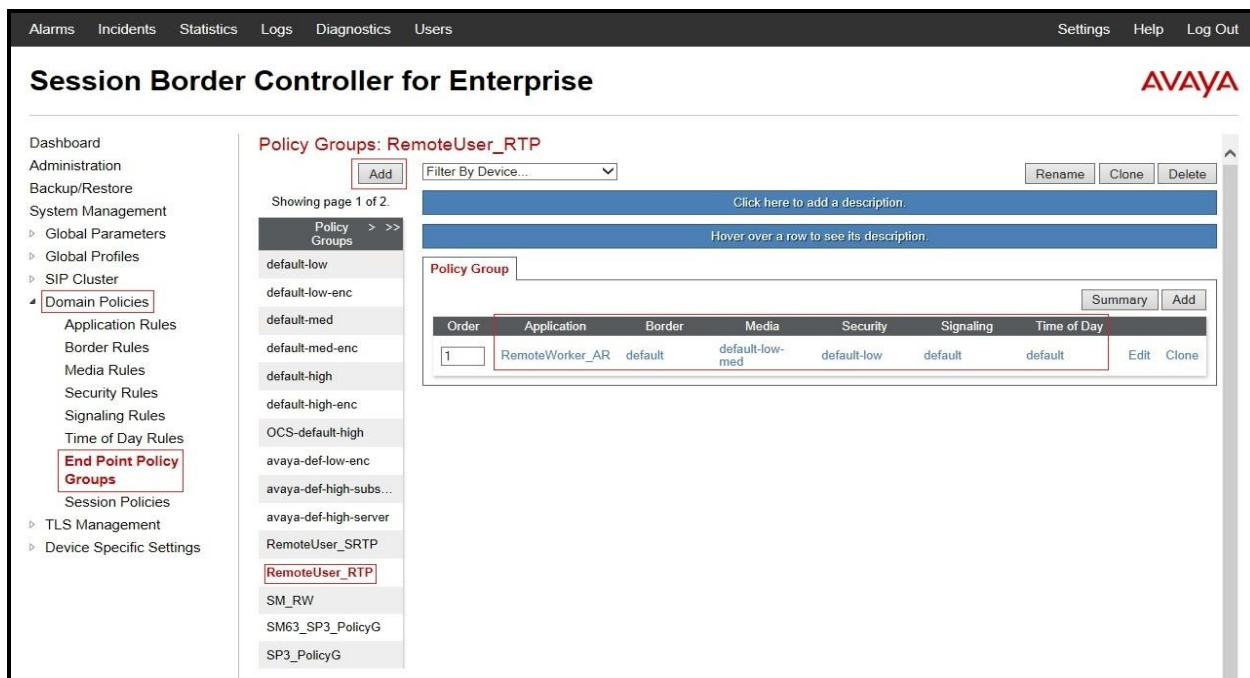 Alarms Incidents Statistics Logs Diagnostics Users Settings Help Log Out
Session Border Controller for Enterprise
AVAYA
Dashboard
Administration
Backup/Restore
System Management
Global Parameters
Global Profiles
SIP Cluster
Domain Policies
Application Rules
Border Rules
Media Rules
Security Rules
Signaling Rules
Time of Day Rules
End Point Policy
Groups
Session Policies
TLS Management
Device Specific Settings
Policy Groups: RemoteUser_RTP
Add
Showing page 1 of 2.
Policy > >>
Groups
default-low
default-low-enc
default-med
default-med-enc
default-high
default-high-enc
OCS-default-high
avaya-def-low-enc
avaya-def-high-subs...
avaya-def-high-server
RemoteUser_SRTP
RemoteUser_RTP
SM_RW
SM63_SP3_PolicyG
SP3_PolicyG
Filter By Device...
Rename Clone Delete
Click here to add a description.
Hover over a row to see its description.
Policy Group
Summary Add
Order Application Border Media Security Signaling Time of Day
1 RemoteWorker_AR default default-low- default-low default default Edit Clone
med